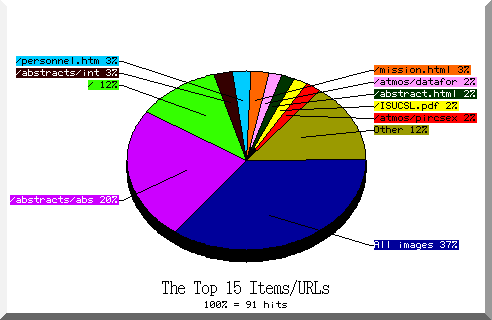 /personnel.htm 3%
/mission.html 3%
/abstracts/int 3%
/atmos/datafor 2%
/ 12%
/abstract.html 2%
/ISUCSL.pdf 2%
/atmos/pircsex 2%
Other 12%
/abstracts/abs 20%
All images 37%
The Top 15 Items/URLs
100% = 91 hits